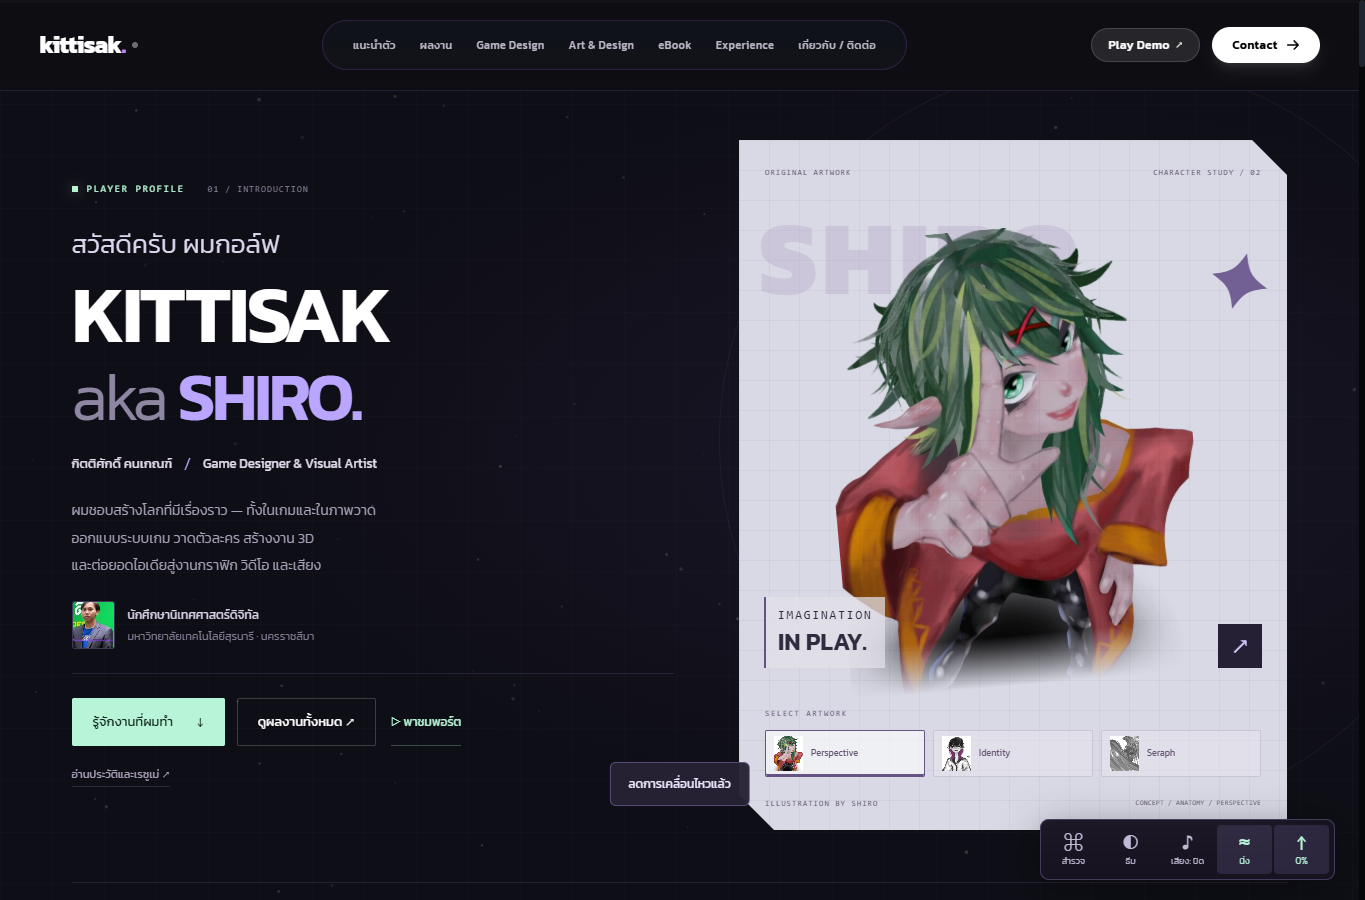 kittisak.
แนะนำตัว
ผลงาน
Game Design
Art & Design
eBook
Experience
เกี่ยวกับ / ติดต่อ
Play Demo ↗
Contact →
PLAYER PROFILE
01 / INTRODUCTION
สวัสดีครับ ผมกอล์ฟ
KITTISAK
aka SHIRO.
กิตติศักดิ์ คนเกณฑ์ / Game Designer & Visual Artist
ผมชอบสร้างโลกที่มีเรื่องราว — ทั้งในเกมและในภาพวาด
ออกแบบระบบเกม วาดตัวละคร สร้างงาน 3D
และต่อยอดไอเดียสู่งานกราฟิก วิดีโอ และเสียง
นักศึกษานิเทศศาสตร์ดิจิทัล
มหาวิทยาลัยเทคโนโลยีสุรนารี · นครราชสีมา
รู้จักงานที่ผมทำ ↓
ดูผลงานทั้งหมด ↗
▷ พาชมพอร์ต
อ่านประวัติและเรซูเม่ ↗
ORIGINAL ARTWORK
CHARACTER STUDY / 02
SHIRO
IMAGINATION
IN PLAY.
↗
SELECT ARTWORK
Perspective
Identity
Seraph
ILLUSTRATION BY SHIRO
CONCEPT / ANATOMY / PERSPECTIVE
ลดการเคลื่อนไหวแล้ว
สำรวจ
ธีม
เสียง: ปิด
นิ่ง
0%